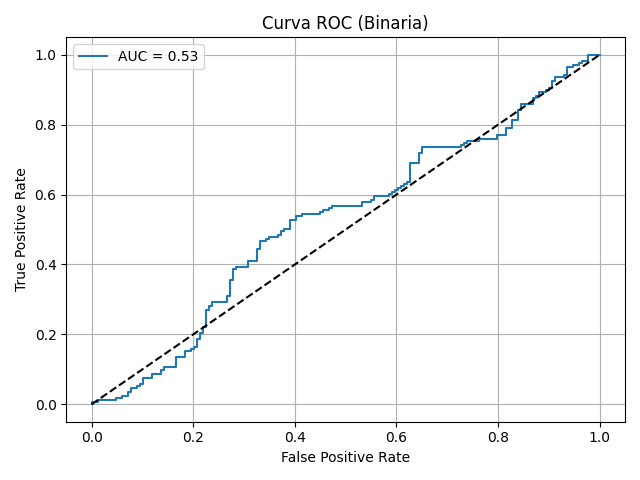 Curva ROC (Binaria)
AUC = 0.53
True Positive Rate
1.0
0.8
0.6
0.4
0.2
0.0
0.0 0.2 0.4 0.6 0.8 1.0
False Positive Rate